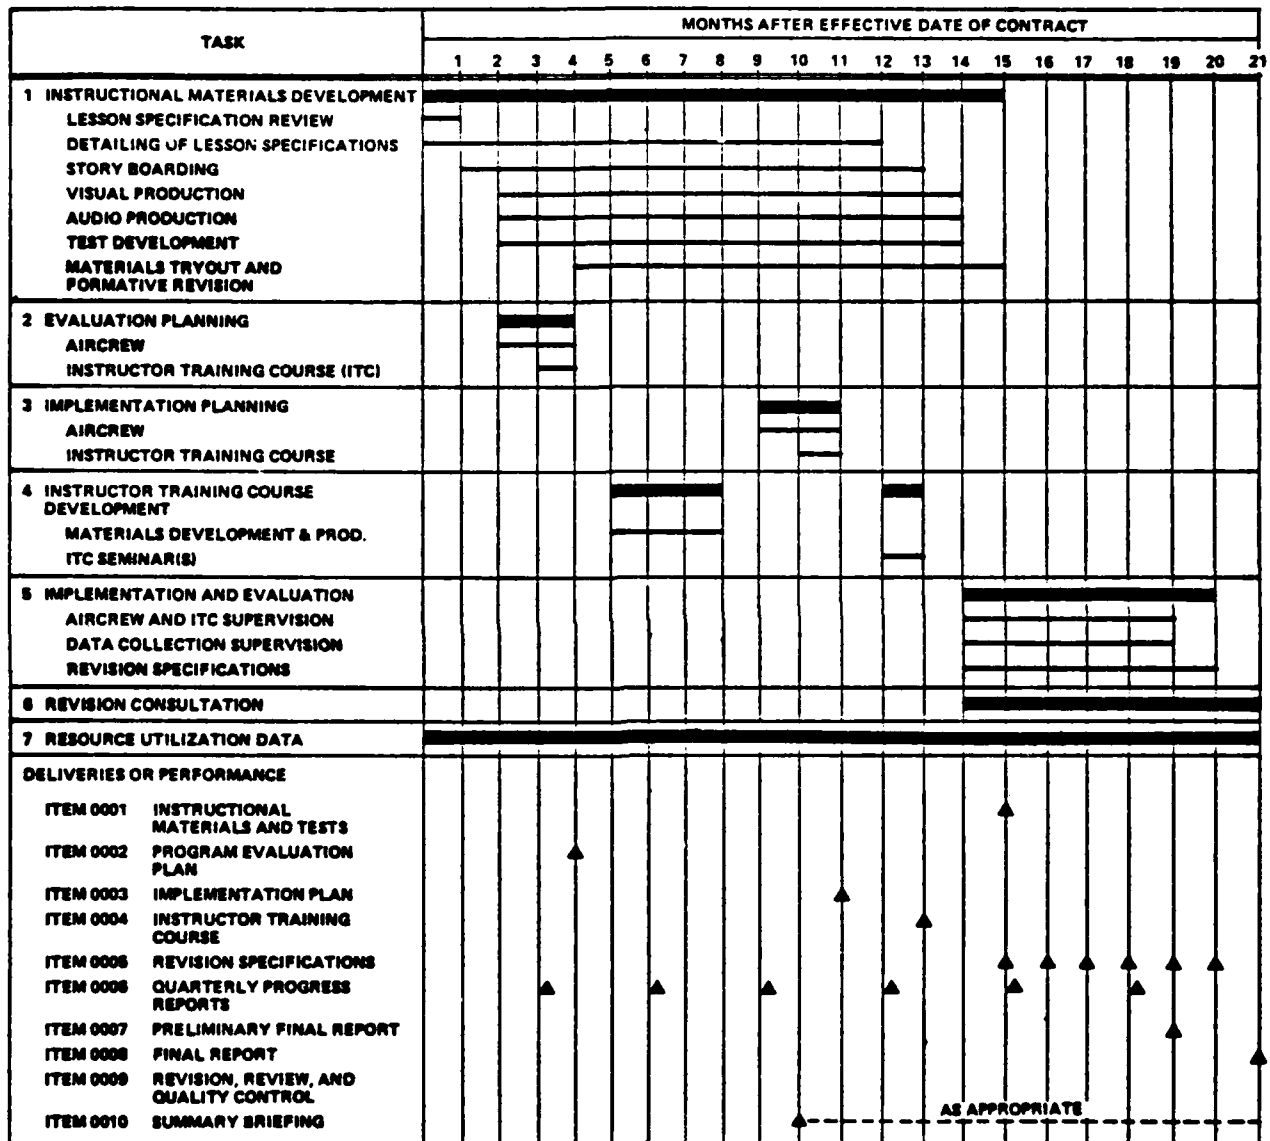 TASK
MONTHS AFTER EFFECTIVE DATE OF CONTRACT
1 2 3 4 5 6 7 8 9 10 11 12 13 14 15 16 17 18 19 20 21
1 INSTRUCTIONAL MATERIALS DEVELOPMENT
LESSON SPECIFICATION REVIEW
DETAILING OF LESSON SPECIFICATIONS
STORY BOARDING
VISUAL PRODUCTION
AUDIO PRODUCTION
TEST DEVELOPMENT
MATERIALS TRYOUT AND
FORMATIVE REVISION
2 EVALUATION PLANNING
AIRCREW
INSTRUCTOR TRAINING COURSE (ITC)
3 IMPLEMENTATION PLANNING
AIRCREW
INSTRUCTOR TRAINING COURSE
4 INSTRUCTOR TRAINING COURSE
DEVELOPMENT
MATERIALS DEVELOPMENT & PROD.
ITC SEMINAR(S)
5 IMPLEMENTATION AND EVALUATION
AIRCREW AND ITC SUPERVISION
DATA COLLECTION SUPERVISION
REVISION SPECIFICATIONS
6 REVISION CONSULTATION
7 RESOURCE UTILIZATION DATA
DELIVERIES OR PERFORMANCE
ITEM 0001 INSTRUCTIONAL
MATERIALS AND TESTS
ITEM 0002 PROGRAM EVALUATION
PLAN
ITEM 0003 IMPLEMENTATION PLAN
ITEM 0004 INSTRUCTOR TRAINING
COURSE
ITEM 0005 REVISION SPECIFICATIONS
ITEM 0006 QUARTERLY PROGRESS
REPORTS
ITEM 0007 PRELIMINARY FINAL REPORT
ITEM 0008 FINAL REPORT
ITEM 0009 REVISION, REVIEW, AND
QUALITY CONTROL
ITEM 0010 SUMMARY BRIEFING
AS APPROPRIATE